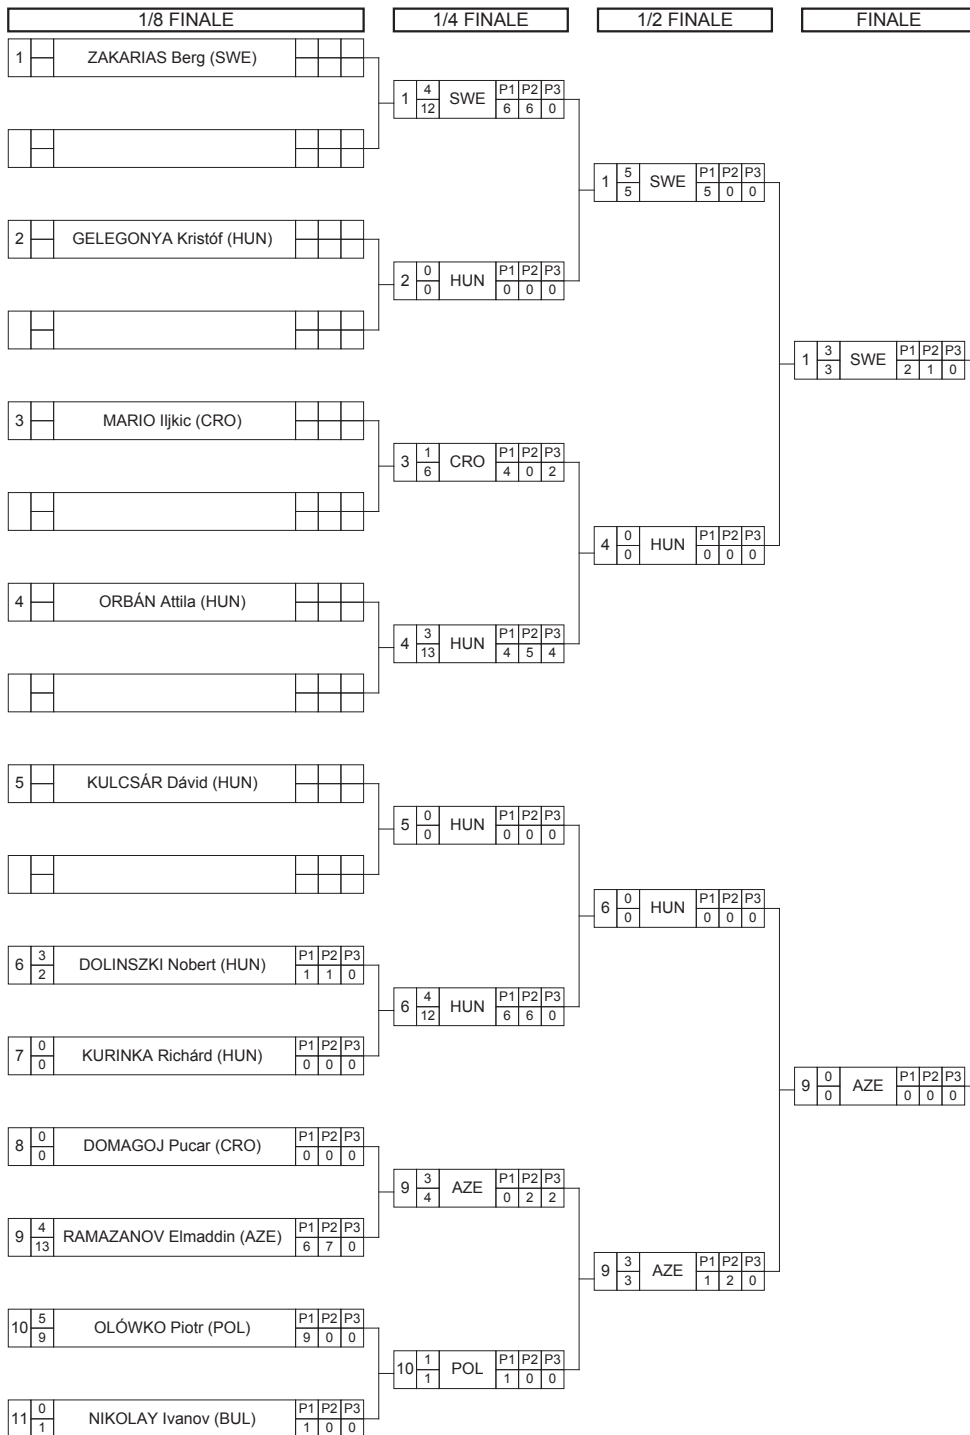 1/8 FINALE 1/4 FINALE 1/2 FINALE FINALE
1 ZAKARIAS Berg (SWE)
1 4 12 SWE P1 P2 P3 6 6 0
1 5 5 SWE P1 P2 P3 5 0 0
2 GELEGONYA Kristóf (HUN)
2 0 0 HUN P1 P2 P3 0 0 0
1 3 3 SWE P1 P2 P3 2 1 0
3 MARIO Iljkic (CRO)
3 1 6 CRO P1 P2 P3 4 0 2
4 0 0 HUN P1 P2 P3 0 0 0
4 ORBÁN Attila (HUN)
4 3 13 HUN P1 P2 P3 4 5 4
5 KULCSÁR Dávid (HUN)
5 0 0 HUN P1 P2 P3 0 0 0
6 0 0 HUN P1 P2 P3 0 0 0
6 3 2 DOLINSZKI Nobert (HUN) P1 P2 P3 1 1 0
6 4 12 HUN P1 P2 P3 6 6 0
7 0 0 KURINKA Richárd (HUN) P1 P2 P3 0 0 0
9 0 0 AZE P1 P2 P3 0 0 0
8 0 0 DOMAGOJ Pucar (CRO) P1 P2 P3 0 0 0
9 3 4 AZE P1 P2 P3 0 2 2
9 4 13 RAMAZANOV Elmaddin (AZE) P1 P2 P3 6 7 0
9 3 3 AZE P1 P2 P3 1 2 0
10 5 9 OLÓWKO Piotr (POL) P1 P2 P3 9 0 0
10 1 1 POL P1 P2 P3 1 0 0
11 0 1 NIKOLAY Ivanov (BUL) P1 P2 P3 1 0 0